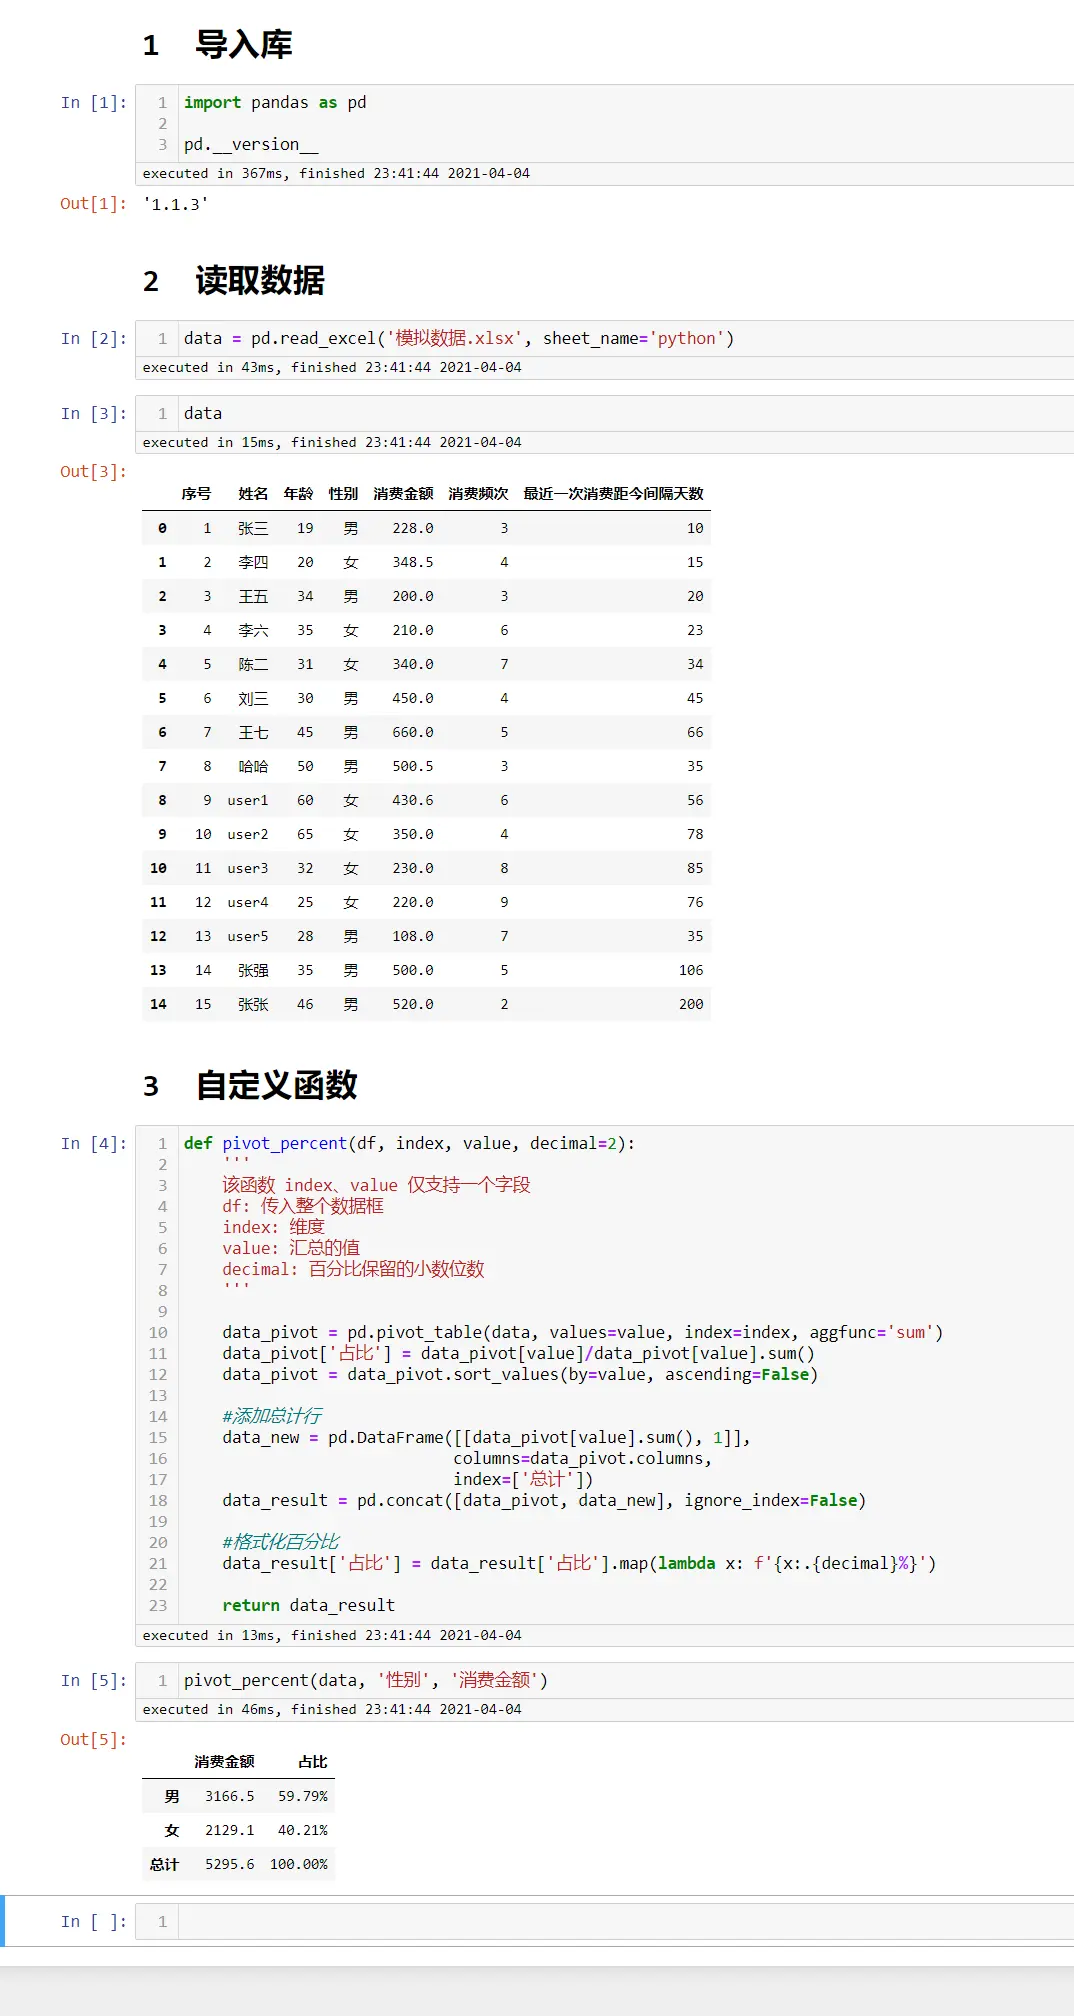 1 导入库
In [1]: 1 import pandas as pd
2
3 pd.__version__
executed in 367ms, finished 23:41:44 2021-04-04
Out[1]: '1.1.3'
2 读取数据
In [2]: 1 data = pd.read_excel('模拟数据.xlsx', sheet_name='python')
executed in 43ms, finished 23:41:44 2021-04-04
In [3]: 1 data
executed in 15ms, finished 23:41:44 2021-04-04
Out[3]:
序号 姓名 年龄 性别 消费金额 消费频次 最近一次消费距今间隔天数
0 1 张三 19 男 228.0 3 10
1 2 李四 20 女 348.5 4 15
2 3 王五 34 男 200.0 3 20
3 4 李六 35 女 210.0 6 23
4 5 陈二 31 女 340.0 7 34
5 6 刘三 30 男 450.0 4 45
6 7 王七 45 男 660.0 5 66
7 8 哈哈 50 男 500.5 3 35
8 9 user1 60 女 430.6 6 56
9 10 user2 65 女 350.0 4 78
10 11 user3 32 女 230.0 8 85
11 12 user4 25 女 220.0 9 76
12 13 user5 28 男 108.0 7 35
13 14 张强 35 男 500.0 5 106
14 15 张张 46 男 520.0 2 200
3 自定义函数
In [4]: 1 def pivot_percent(df, index, value, decimal=2):
2 '''
3 该函数 index、value 仅支持一个字段
4 df: 传入整个数据框
5 index: 维度
6 value: 汇总的值
7 decimal: 百分比保留的小数位数
8 '''
9
10 data_pivot = pd.pivot_table(data, values=value, index=index, aggfunc='sum')
11 data_pivot['占比'] = data_pivot[value]/data_pivot[value].sum()
12 data_pivot = data_pivot.sort_values(by=value, ascending=False)
13
14 #添加总计行
15 data_new = pd.DataFrame([[data_pivot[value].sum(), 1]],
16 columns=data_pivot.columns,
17 index=['总计'])
18 data_result = pd.concat([data_pivot, data_new], ignore_index=False)
19
20 #格式化百分比
21 data_result['占比'] = data_result['占比'].map(lambda x: f'{x:.{decimal}%}')
22
23 return data_result
executed in 13ms, finished 23:41:44 2021-04-04
In [5]: 1 pivot_percent(data, '性别', '消费金额')
executed in 46ms, finished 23:41:44 2021-04-04
Out[5]:
消费金额 占比
男 3166.5 59.79%
女 2129.1 40.21%
总计 5295.6 100.00%
In [ ]: 1